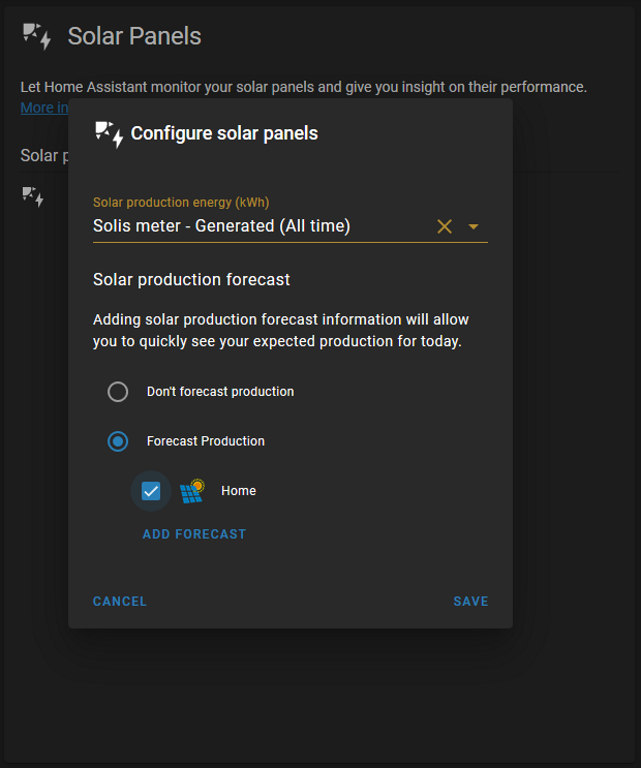 Solar Panels
Let Home Assistant monitor your solar panels and give you insight on their performance.
More in
Solar p
Configure solar panels
Solar production energy (kWh)
Solis meter - Generated (All time)
Solar production forecast
Adding solar production forecast information will allow
you to quickly see your expected production for today.
Don't forecast production
Forecast Production
Home
ADD FORECAST
CANCEL
SAVE